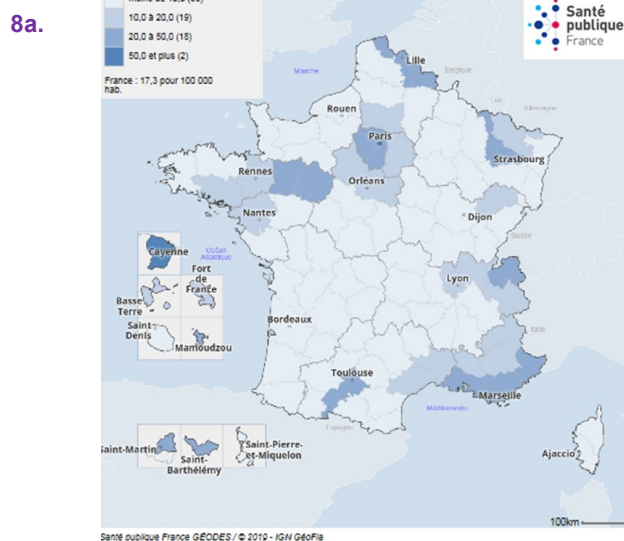 8a.
10,0 à 20,0 (19)
20,0 à 50,0 (18)
50,0 et plus (2)
France : 17,3 pour 100 000
hab.
Santé
publique
France
Manche
Lille
Belgique
Rouen
Allemagne
Paris
Strasbourg
Rennes
Orléans
Nantes
Dijon
Suisse
Cayenne
Océan
Atlantique
Fort
de
France
Lyon
Basse
Terre
Saint
Denis
Mamoudzou
Bordeaux
Italie
Toulouse
Marseille
Méditerranée
Espagne
Saint-Martin
Saint-
Barthélémy
Saint-Pierre-
et-Miquelon
Ajaccio
100km
Santé publique France GÉODES / © 2019 - IGN GéoFla